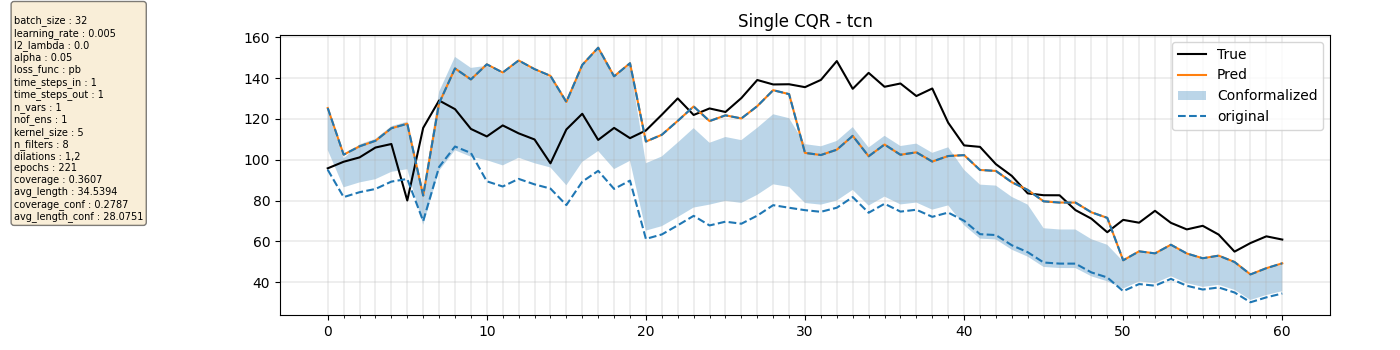 Single CQR - tcn
batch_size : 32
learning_rate : 0.005
l2_lambda : 0.0
alpha : 0.05
loss_func : pb
time_steps_in : 1
time_steps_out : 1
n_vars : 1
nof_ens : 1
kernel_size : 5
n_filters : 8
dilations : 1,2
epochs : 221
coverage : 0.3607
avg_length : 34.5394
coverage_conf : 0.2787
avg_length_conf : 28.0751
160
140
120
100
80
60
40
True
Pred
Conformalized
original
0 10 20 30 40 50 60